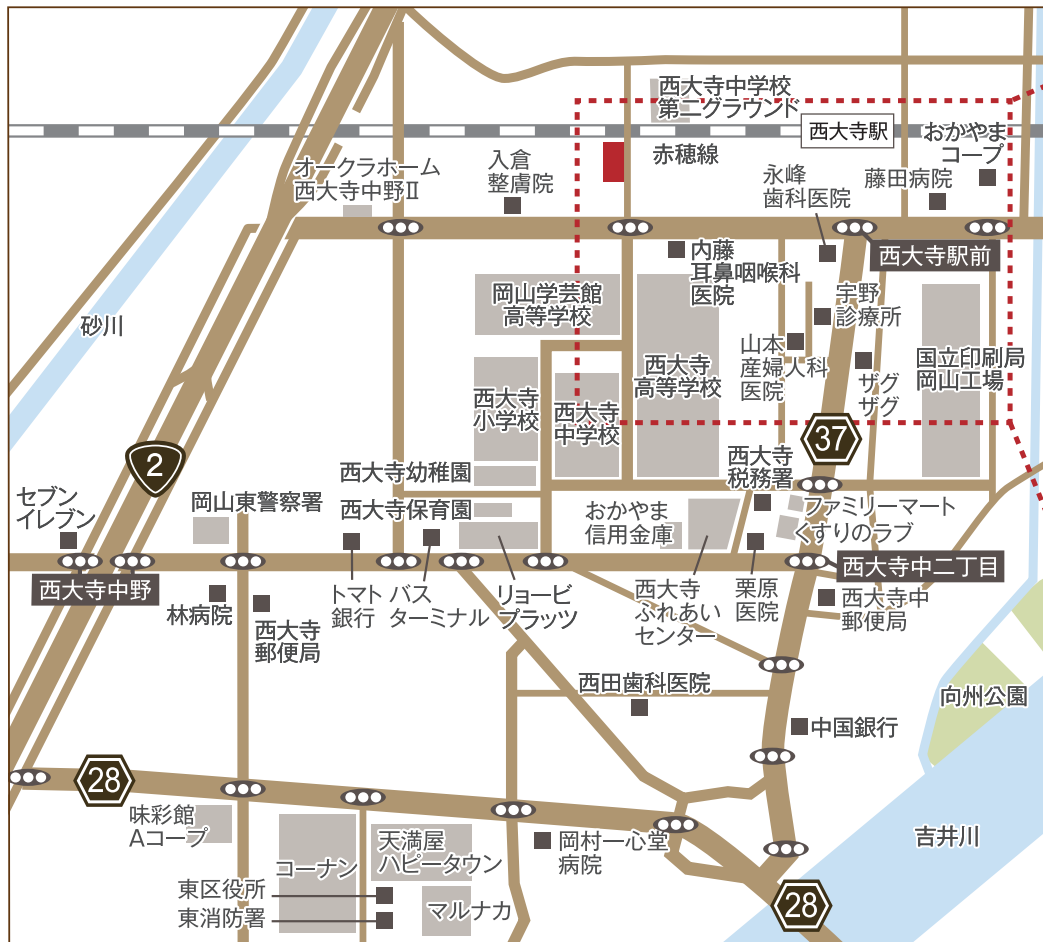 西大寺中学校
第二グラウンド
西大寺駅
おかやま
コープ
赤穂線
入倉
整膚院
オークラホーム
西大寺中野Ⅱ
永峰
歯科医院
藤田病院
内藤
耳鼻咽喉科
医院
西大寺駅前
岡山学芸館
高等学校
宇野
診療所
砂川
山本
産婦人科
医院
西大寺
高等学校
国立印刷局
岡山工場
ザグ
ザグ
西大寺
小学校
西大寺
中学校
37
2
西大寺
税務署
西大寺幼稚園
セブン
イレブン
岡山東警察署
西大寺保育園
おかやま
信用金庫
ファミリーマート
くすりのラブ
西大寺中野
西大寺中二丁目
林病院
西大寺
郵便局
トマト
銀行
バス
ターミナル
リョービ
プラッツ
西大寺
ふれあい
センター
栗原
医院
西大寺中
郵便局
西田歯科医院
向州公園
中国銀行
28
味彩館
Aコープ
コーナン
天満屋
ハピータウン
岡村一心堂
病院
吉井川
東区役所
東消防署
マルナカ
28